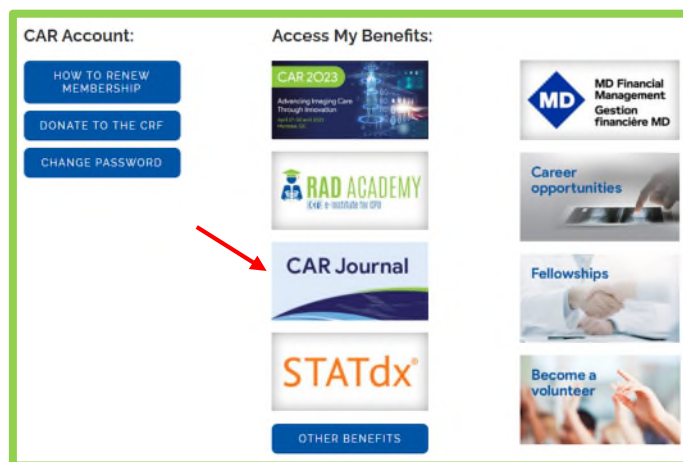 CAR Account:
HOW TO RENEW
MEMBERSHIP
DONATE TO THE CRF
CHANGE PASSWORD
Access My Benefits:
CAR 2023
Advancing Imaging Care
Through Innovation
RAD ACADEMY
CAR e-Institute for CPD
CAR Journal
STATdx®
OTHER BENEFITS
MD
MD Financial
Management
Gestion
financière MD
Career
opportunities
Fellowships
Become a
volunteer